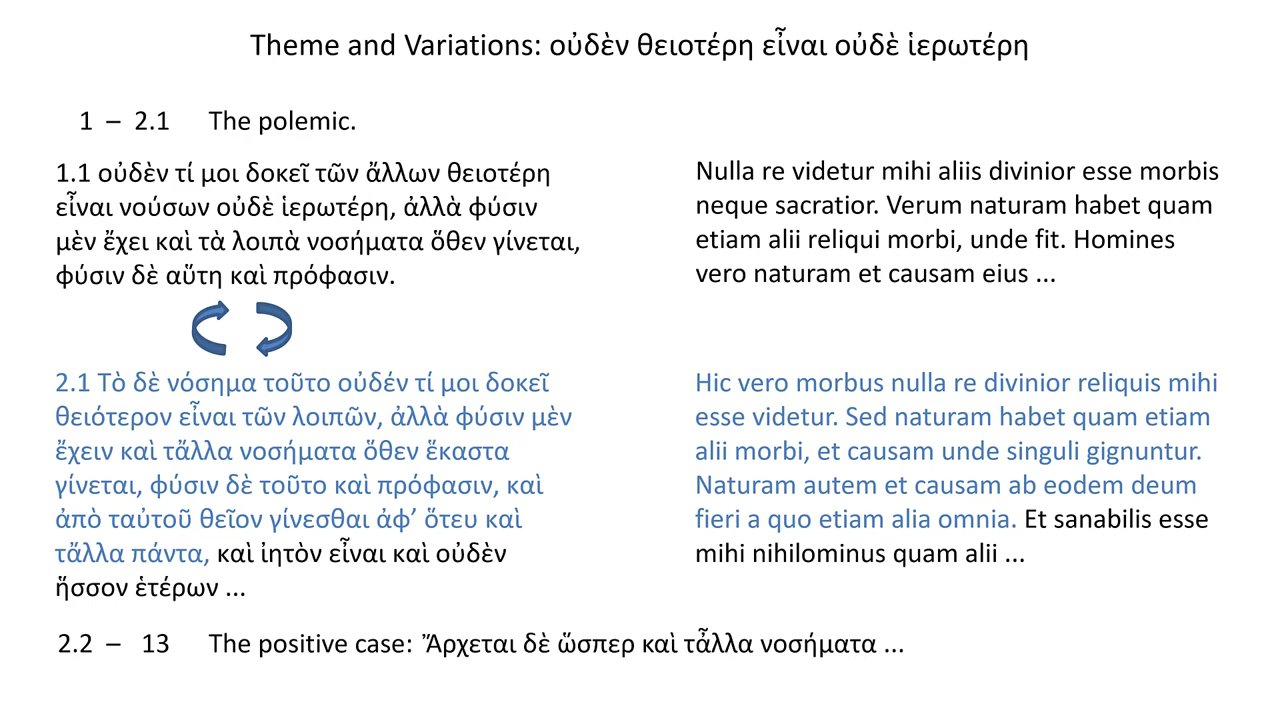 Theme and Variations: οὐδὲν θειοτέρη εἶναι οὐδὲ ἱερωτέρη
1 – 2.1 The polemic.
1.1 οὐδὲν τί μοι δοκεῖ τῶν ἄλλων θειοτέρη
εἶναι νούσων οὐδὲ ἱερωτέρη, ἀλλὰ φύσιν
μὲν ἔχει καὶ τὰ λοιπὰ νοσήματα ὅθεν γίνεται,
φύσιν δὲ αὕτη καὶ πρόφασιν.
Nulla re videtur mihi aliis divinior esse morbis
neque sacratior. Verum naturam habet quam
etiam alii reliqui morbi, unde fit. Homines
vero naturam et causam eius ...
2.1 Τὸ δὲ νόσημα τοῦτο οὐδέν τί μοι δοκεῖ
θειότερον εἶναι τῶν λοιπῶν, ἀλλὰ φύσιν μὲν
ἔχειν καὶ τἄλλα νοσήματα ὅθεν ἕκαστα
γίνεται, φύσιν δὲ τοῦτο καὶ πρόφασιν, καὶ
ἀπὸ ταὐτοῦ θεῖον γίνεσθαι ἀφ’ ὅτευ καὶ
τἄλλα πάντα, καὶ ἰητὸν εἶναι καὶ οὐδὲν
ἧσσον ἑτέρων ...
Hic vero morbus nulla re divinior reliquis mihi
esse videtur. Sed naturam habet quam etiam
alii morbi, et causam unde singuli gignuntur.
Naturam autem et causam ab eodem deum
fieri a quo etiam alia omnia. Et sanabilis esse
mihi nihilominus quam alii ...
2.2 – 13 The positive case: Ἄρχεται δὲ ὥσπερ καὶ τἆλλα νοσήματα ...